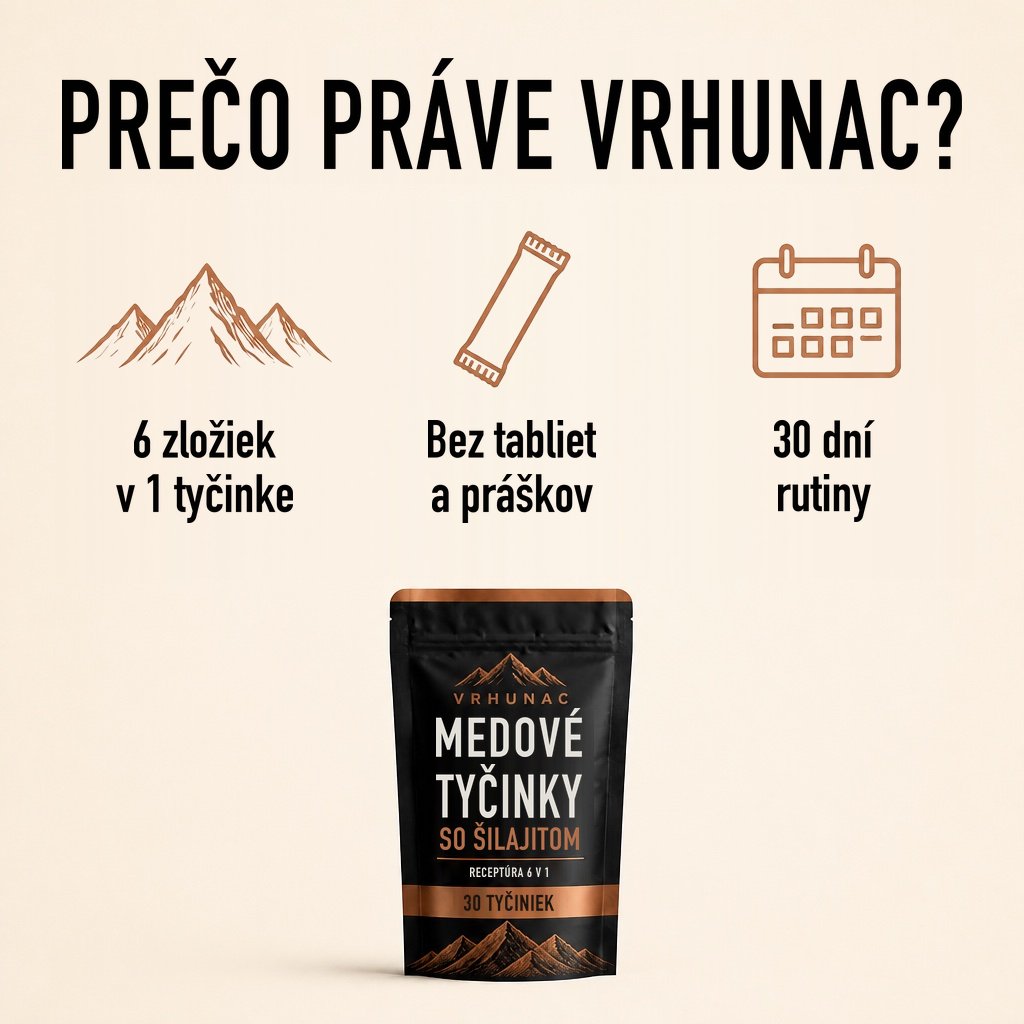 PREČO PRÁVE VRHUNAC?
6 zložiek
v 1 tyčinke
Bez tabliet
a práškov
30 dní
rutiny
VRHUNAC
MEDOVÉ
TYČINKY
SO ŠILAJITOM
RECEPTÚRA 6 V 1
30 TYČINIEK